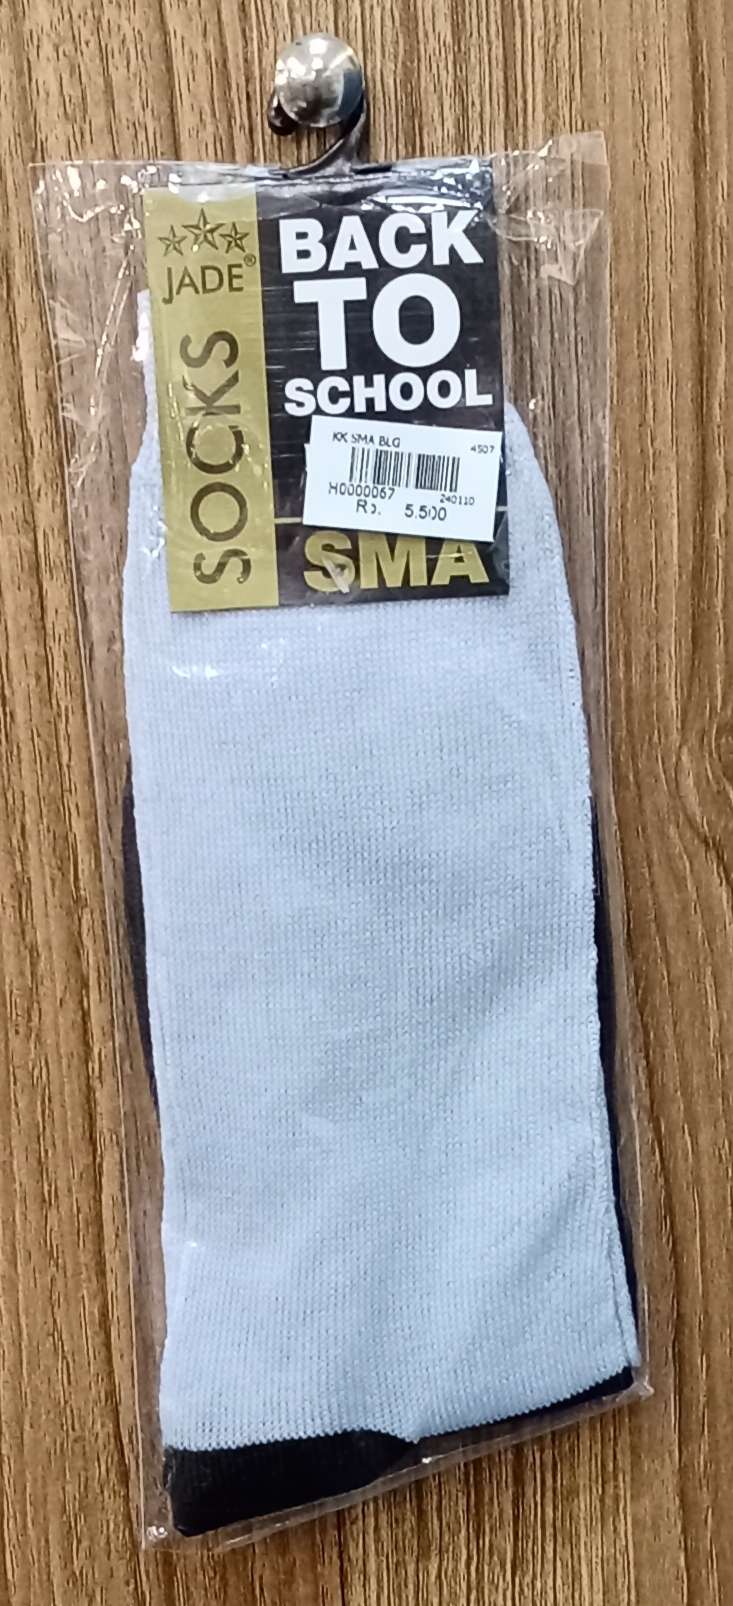 JADE®
SOCKS
BACK
TO
SCHOOL
KK SMA BLG 4507
H0000067 240110
Rp. 5.500
SMA